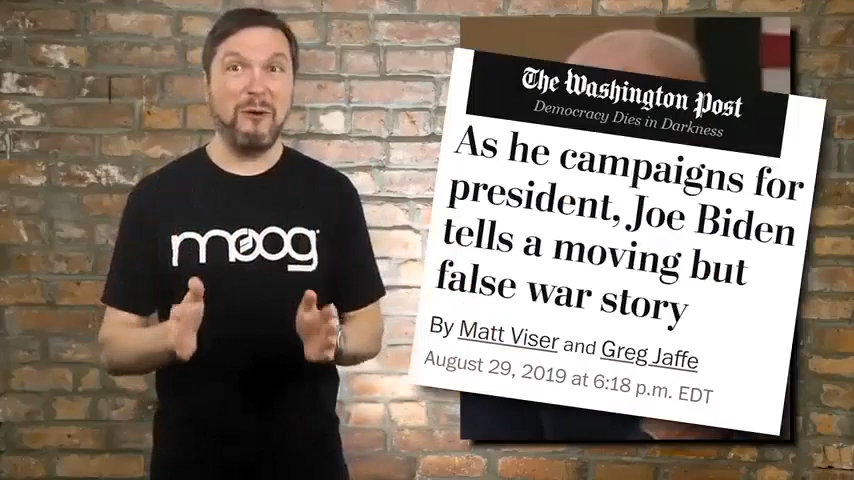 moog
The Washington Post
Democracy Dies in Darkness
As he campaigns for
president, Joe Biden
tells a moving but
false war story
By Matt Viser and Greg Jaffe
August 29, 2019 at 6:18 p.m. EDT